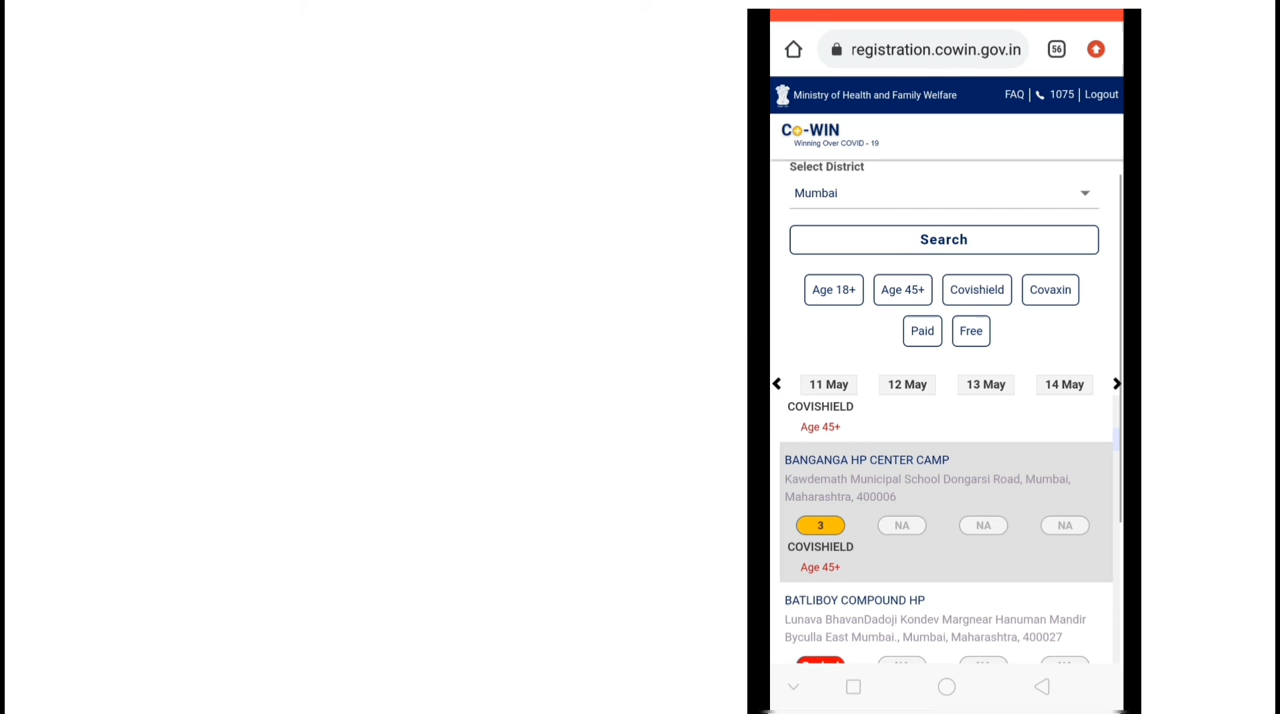 registration.cowin.gov.in 56
Ministry of Health and Family Welfare FAQ | 1075 | Logout
Co-WIN
Winning Over COVID - 19
Select District
Mumbai
Search
Age 18+ Age 45+ Covishield Covaxin
Paid Free
11 May 12 May 13 May 14 May
COVISHIELD
Age 45+
BANGANGA HP CENTER CAMP
Kawdemath Municipal School Dongarsi Road, Mumbai,
Maharashtra, 400006
3 NA NA NA
COVISHIELD
Age 45+
BATLIBOY COMPOUND HP
Lunava BhavanDadoji Kondev Margnear Hanuman Mandir
Byculla East Mumbai., Mumbai, Maharashtra, 400027